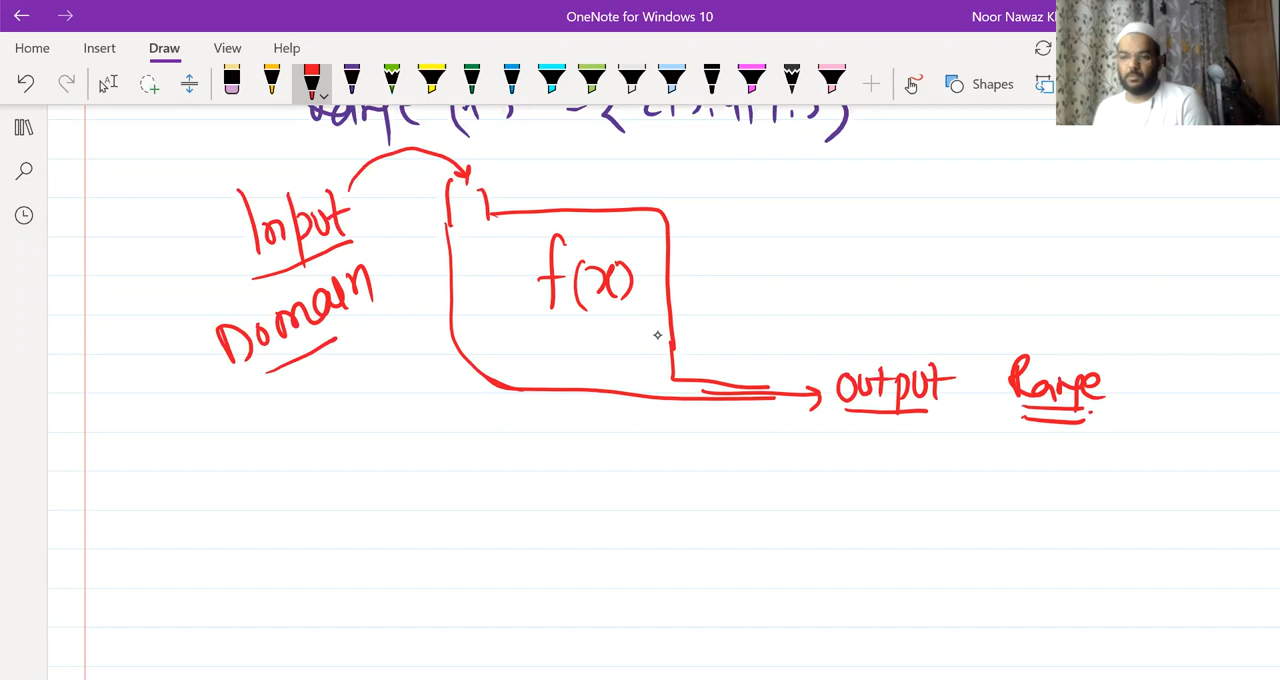 OneNote for Windows 10
Noor Nawaz
Home Insert Draw View Help
Shapes
Input
Domain
f(x)
output Range